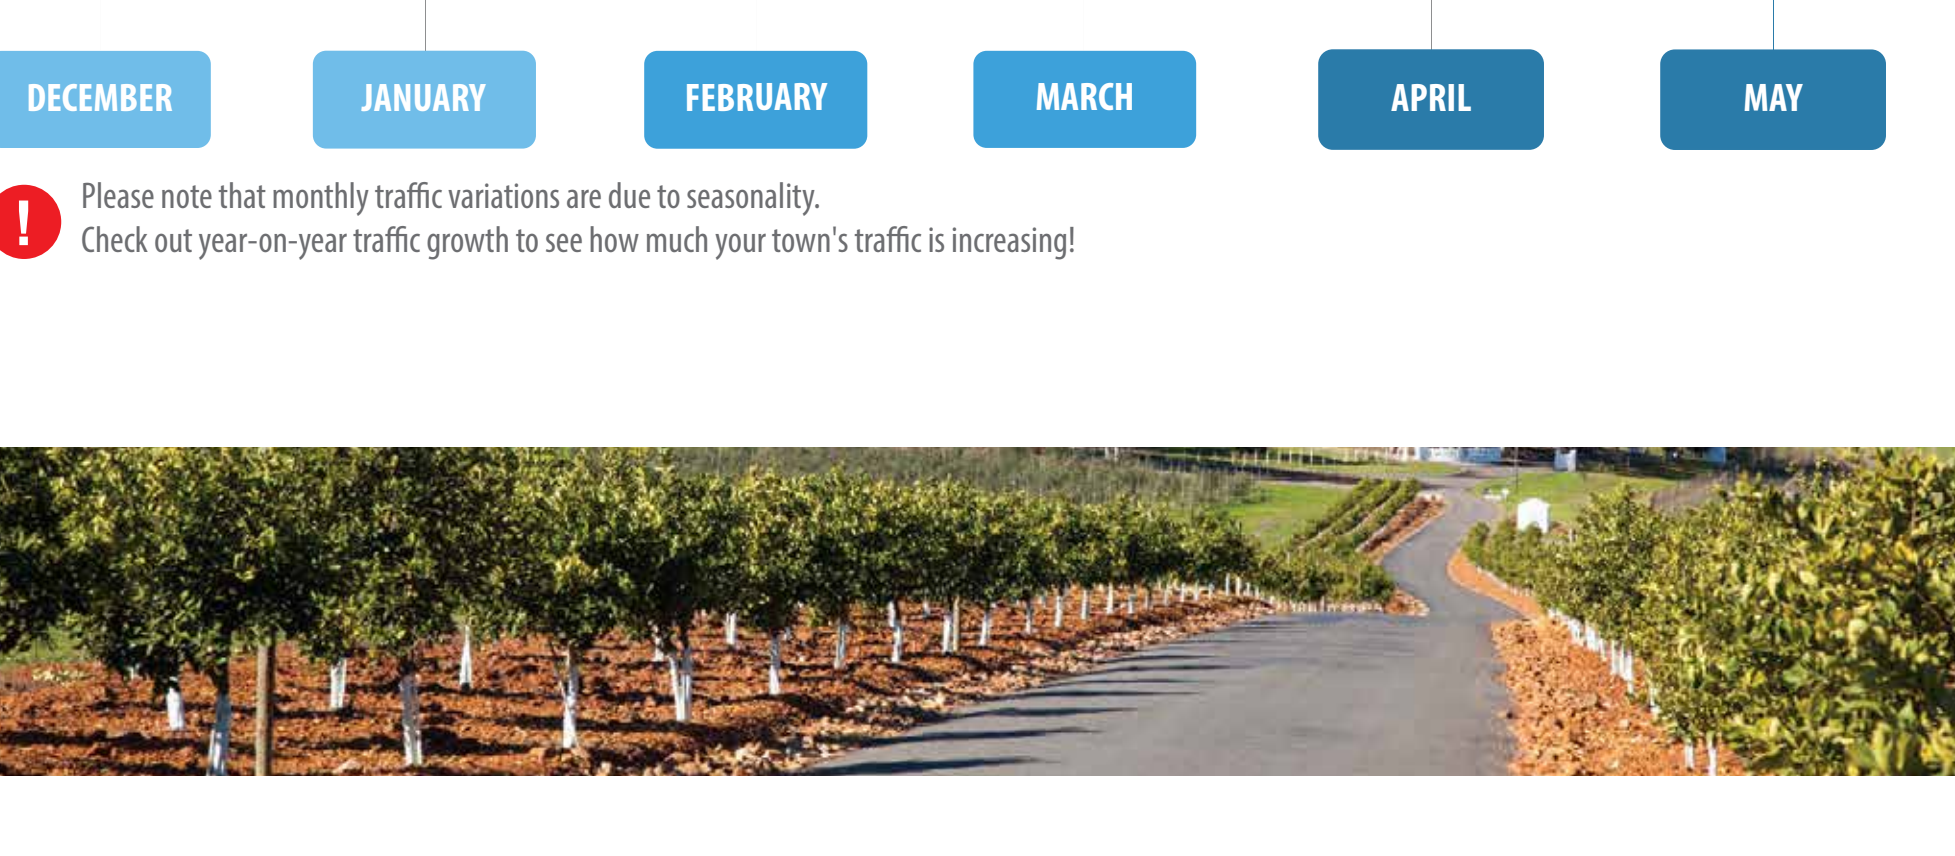 DECEMBER
JANUARY
FEBRUARY
MARCH
APRIL
MAY
!
Please note that monthly traffic variations are due to seasonality.
Check out year-on-year traffic growth to see how much your town's traffic is increasing!